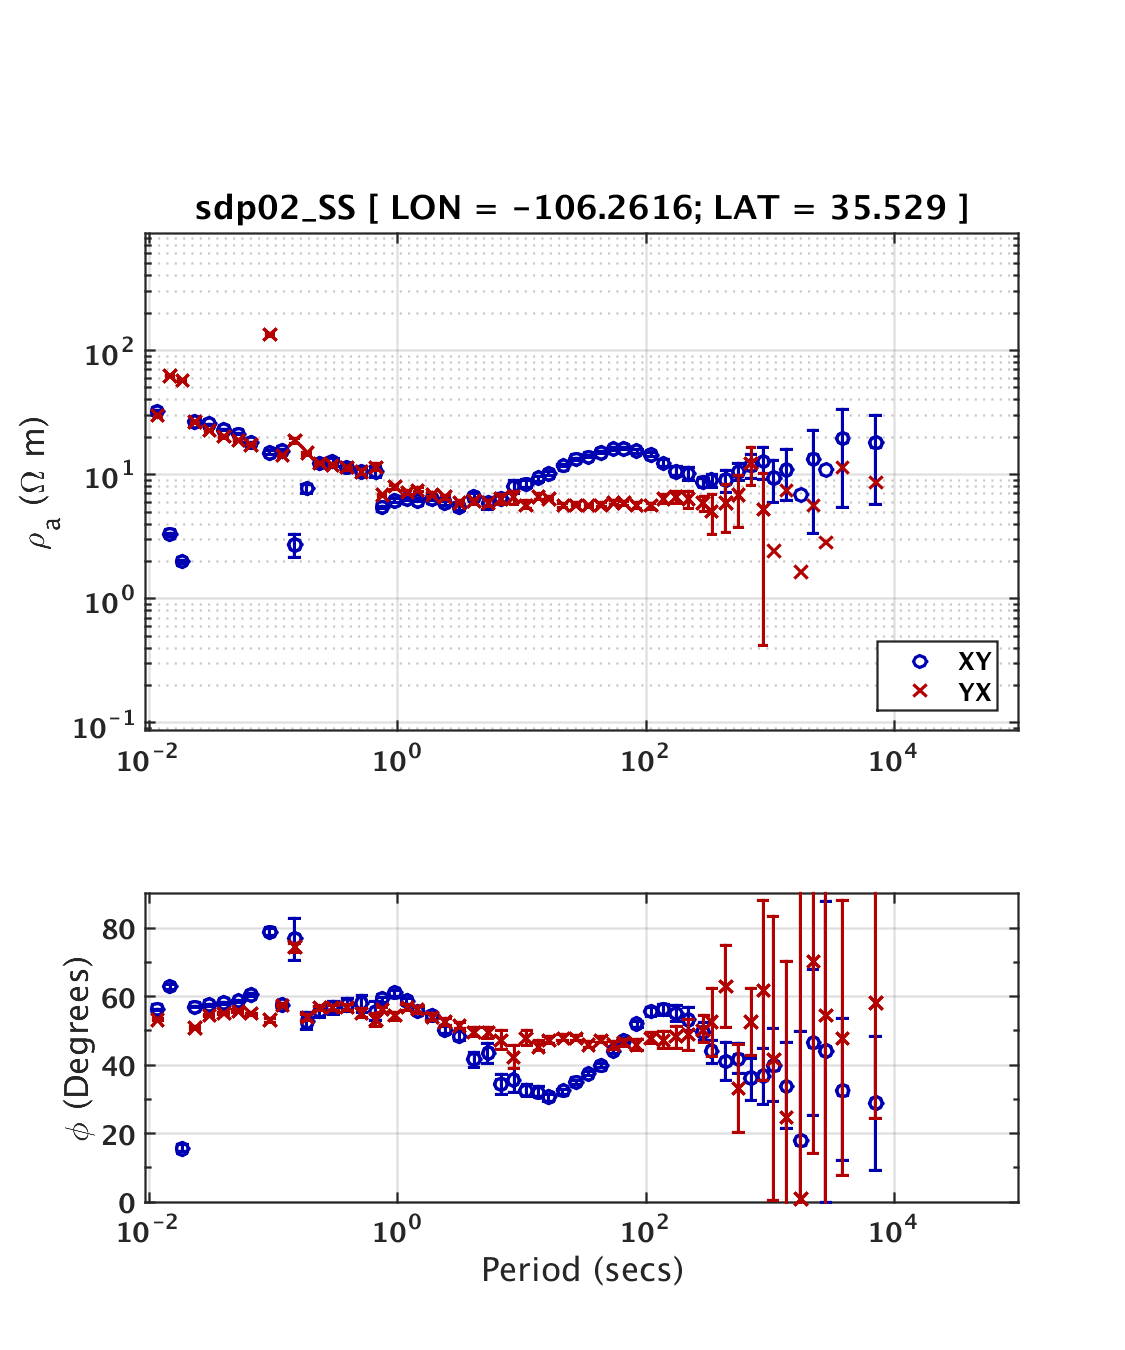 sdp02_SS [ LON = -106.2616; LAT = 35.529 ]
ρa (Ω m)
10^2
10^1
10^0
10^-1
XY
YX
10^-2 10^0 10^2 10^4
ϕ (Degrees)
80
60
40
20
0
10^-2 10^0 10^2 10^4
Period (secs)